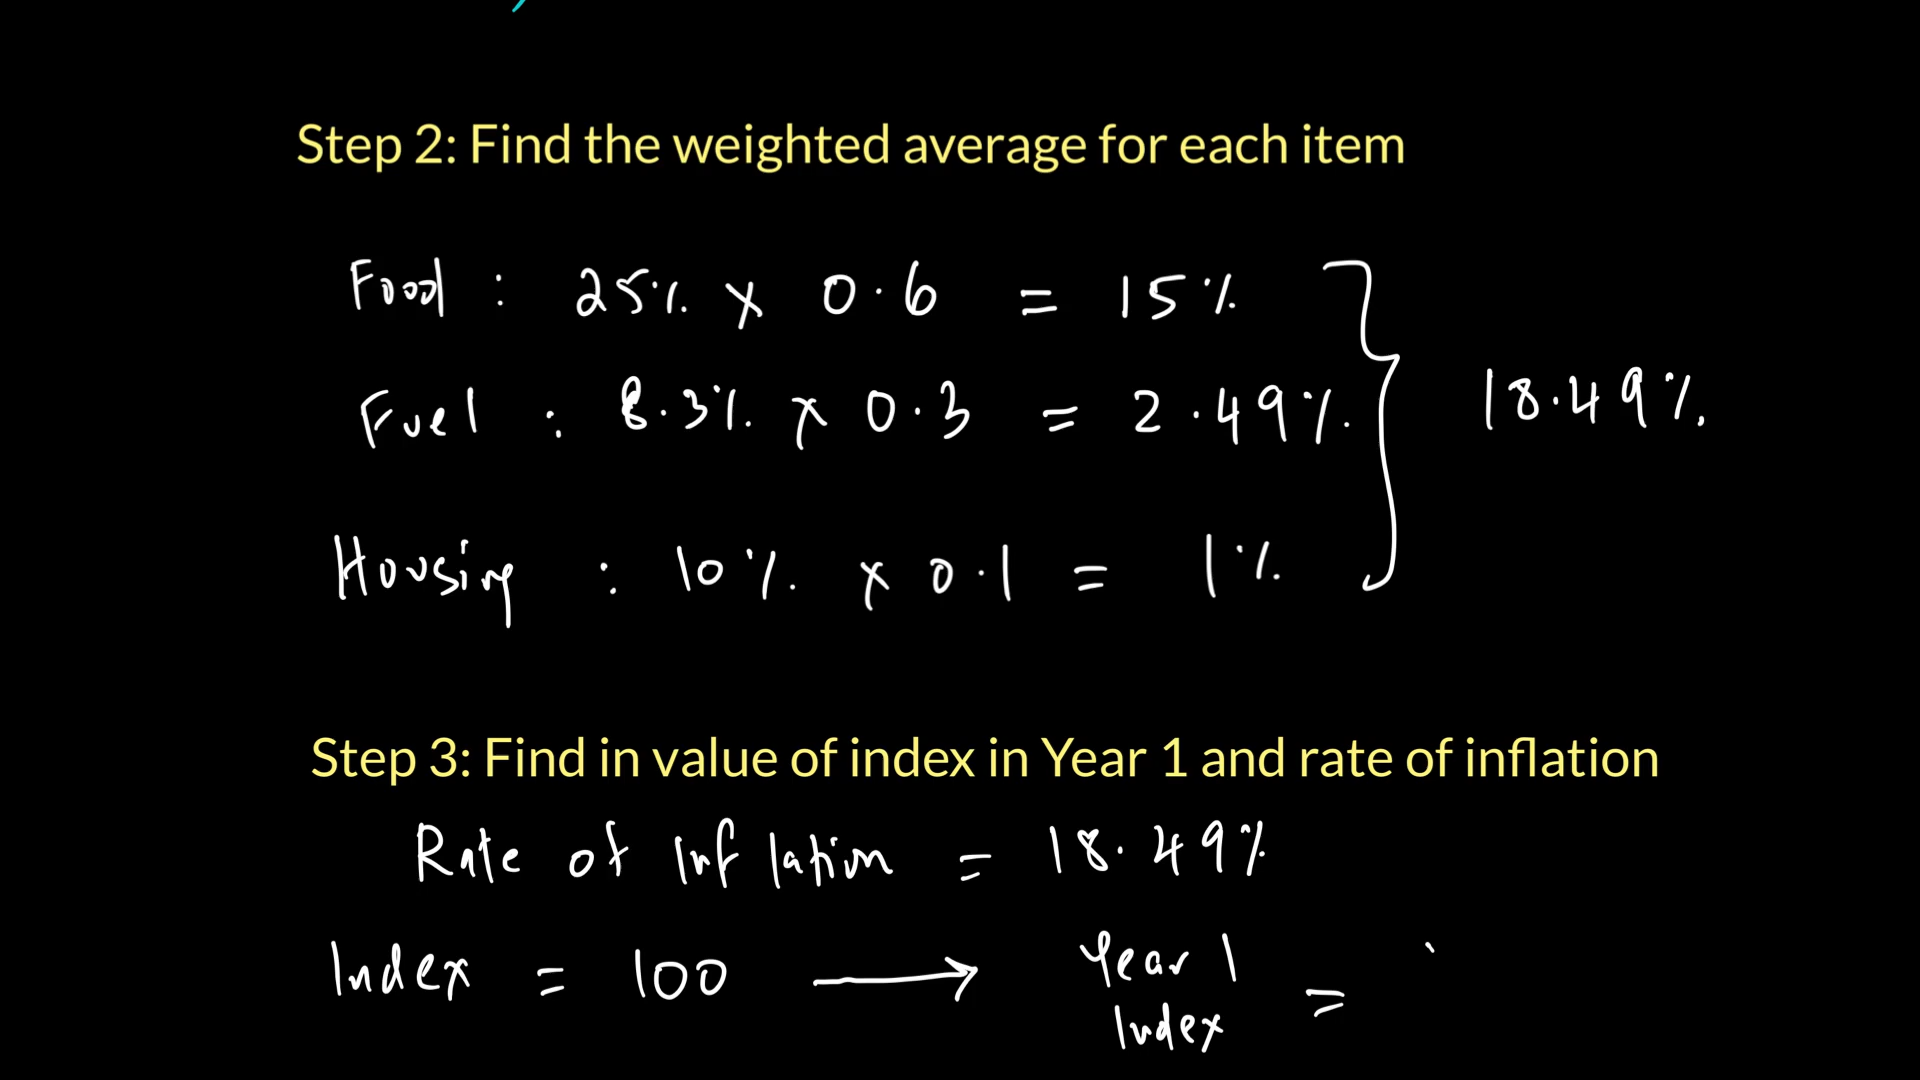 Step 2: Find the weighted average for each item
Food : 25% x 0.6 = 15%
Fuel : 8.3% x 0.3 = 2.49%
18.49%
Housing : 10% x 0.1 = 1%
Step 3: Find in value of index in Year 1 and rate of inflation
Rate of Inflation = 18.49%
Index = 100 → Year 1 Index =